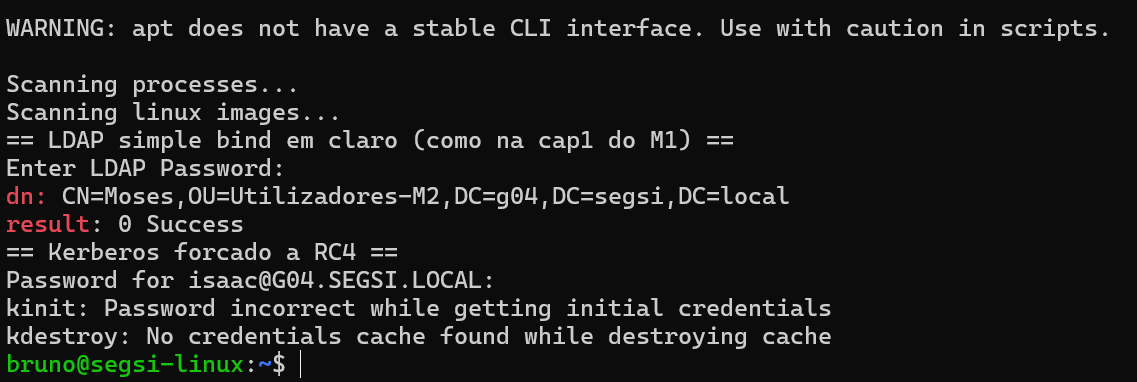 WARNING: apt does not have a stable CLI interface. Use with caution in scripts.
Scanning processes...
Scanning linux images...
== LDAP simple bind em claro (como na cap1 do M1) ==
Enter LDAP Password:
dn: CN=Moses,OU=Utilizadores-M2,DC=g04,DC=segsi,DC=local
result: 0 Success
== Kerberos forcado a RC4 ==
Password for isaac@G04.SEGSI.LOCAL:
kinit: Password incorrect while getting initial credentials
kdestroy: No credentials cache found while destroying cache
bruno@segsi-linux:~$